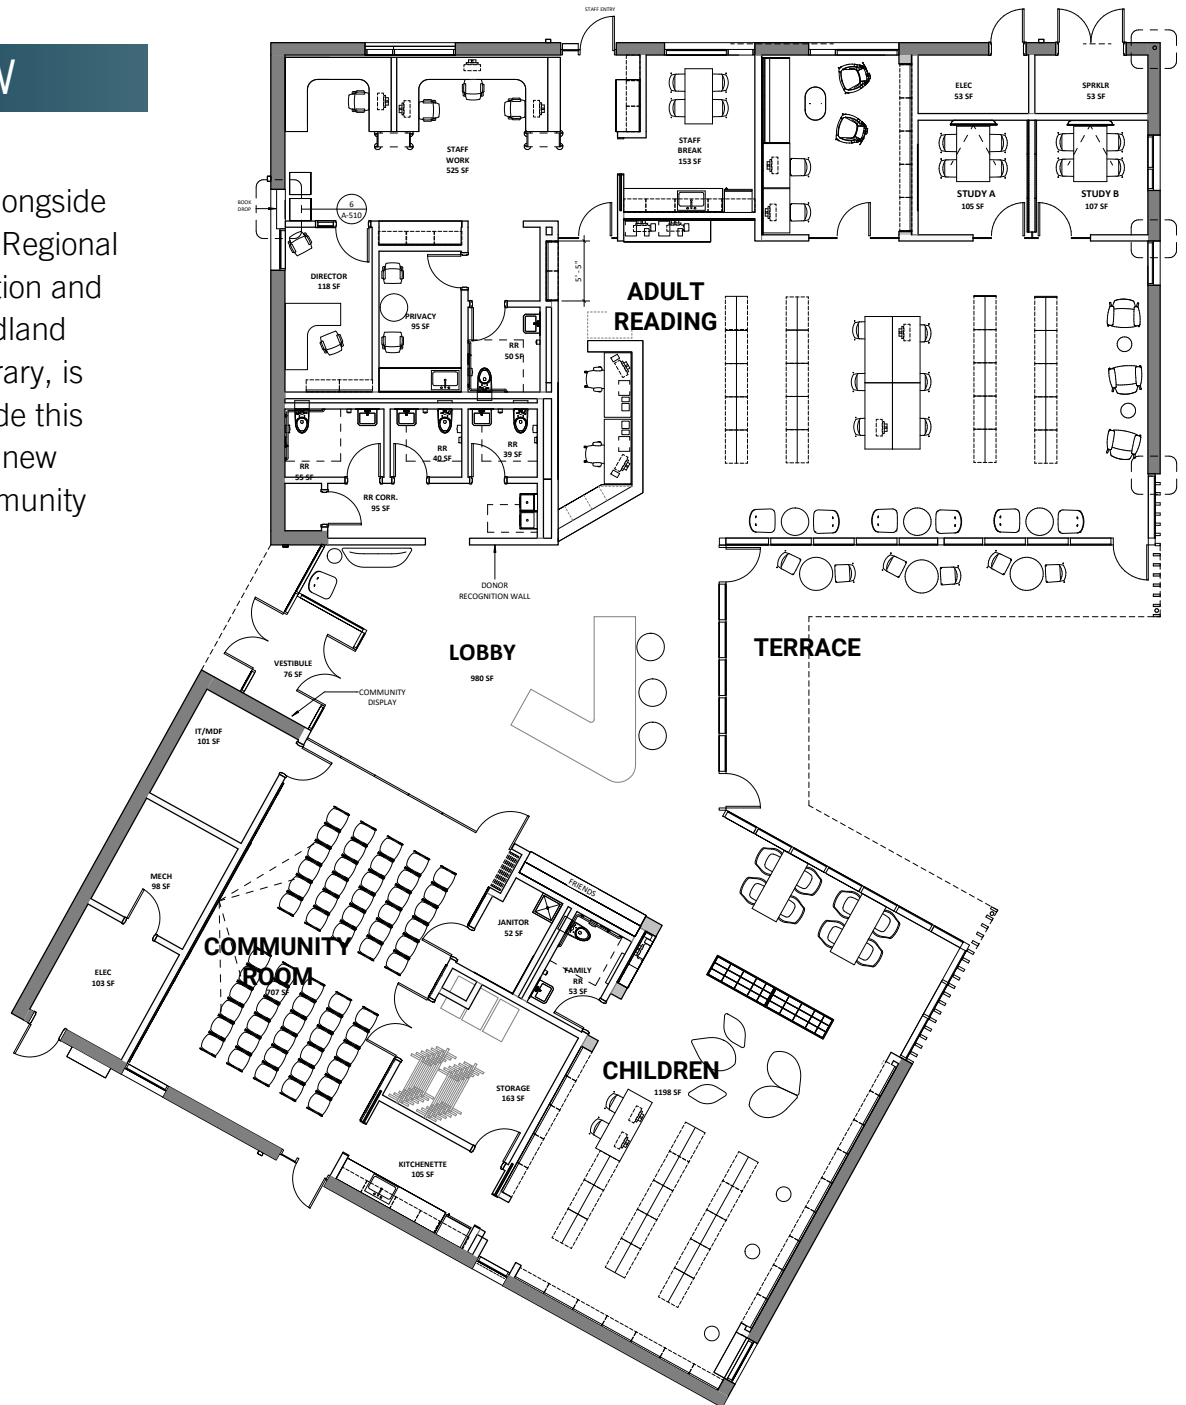 W
ongside
Regional
tion and
dland
rary, is
de this
new
munity
STAFF ENTRY
ELEC
53 SF
SPRKLR
53 SF
STAFF
WORK
525 SF
STAFF
BREAK
153 SF
STUDY A
105 SF
STUDY B
107 SF
BOOK
DROP
6
A-510
DIRECTOR
118 SF
PRIVACY
95 SF
5' - 5"
ADULT
READING
RR
50 SF
RR
55 SF
RR
40 SF
RR
39 SF
RR CORR.
95 SF
DONOR
RECOGNITION WALL
LOBBY
980 SF
TERRACE
VESTIBULE
76 SF
COMMUNITY
DISPLAY
IT/MDF
101 SF
MECH
98 SF
FRIENDS
JANITOR
52 SF
COMMUNITY
ROOM
707 SF
ELEC
103 SF
FAMILY
RR
53 SF
CHILDREN
1198 SF
STORAGE
163 SF
KITCHENETTE
105 SF